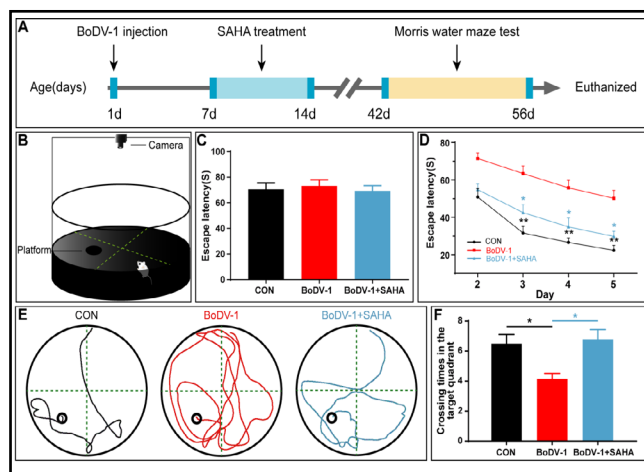 A
BoDV-1 injection SAHA treatment Morris water maze test
Age(days) Euthanized
1d 7d 14d 42d 56d
B
Camera
Platform
C
Escape latency(S)
100
80
60
40
20
0
CON BoDV-1 BoDV-1+SAHA
D
Escape latency(S)
80
60
40
20
* * *
** ** **
CON
BoDV-1
BoDV-1+SAHA
2 3 4 5
Day
E
CON BoDV-1 BoDV-1+SAHA
F
Crossing times in the
target quadrant
8
6
4
2
0
* *
CON BoDV-1 BoDV-1+SAHA